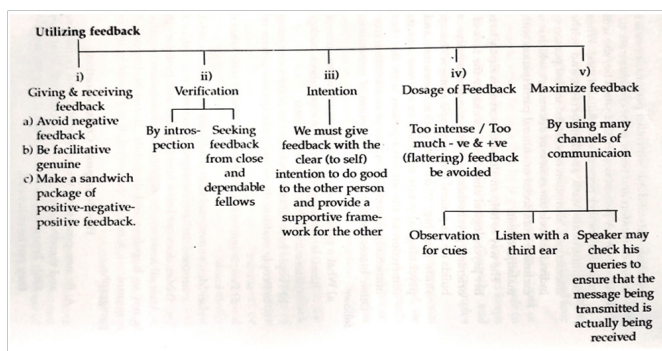 Utilizing feedback
i)
Giving & receiving
feedback
a) Avoid negative
feedback
b) Be facilitative
genuine
c) Make a sandwich
package of
positive-negative-
positive feedback.
ii)
Verification
By intros-
pection
Seeking
feedback
from close
and
dependable
fellows
iii)
Intention
We must give
feedback with the
clear (to self)
intention to do good
to the other person
and provide a
supportive frame-
work for the other
iv)
Dosage of Feedback
Too intense / Too
much - ve & +ve
(flattering) feedback
be avoided
v)
Maximize feedback
By using many
channels of
communicaion
Observation
for cues
Listen with a
third ear
Speaker may
check his
queries to
ensure that the
message being
transmitted is
actually being
received